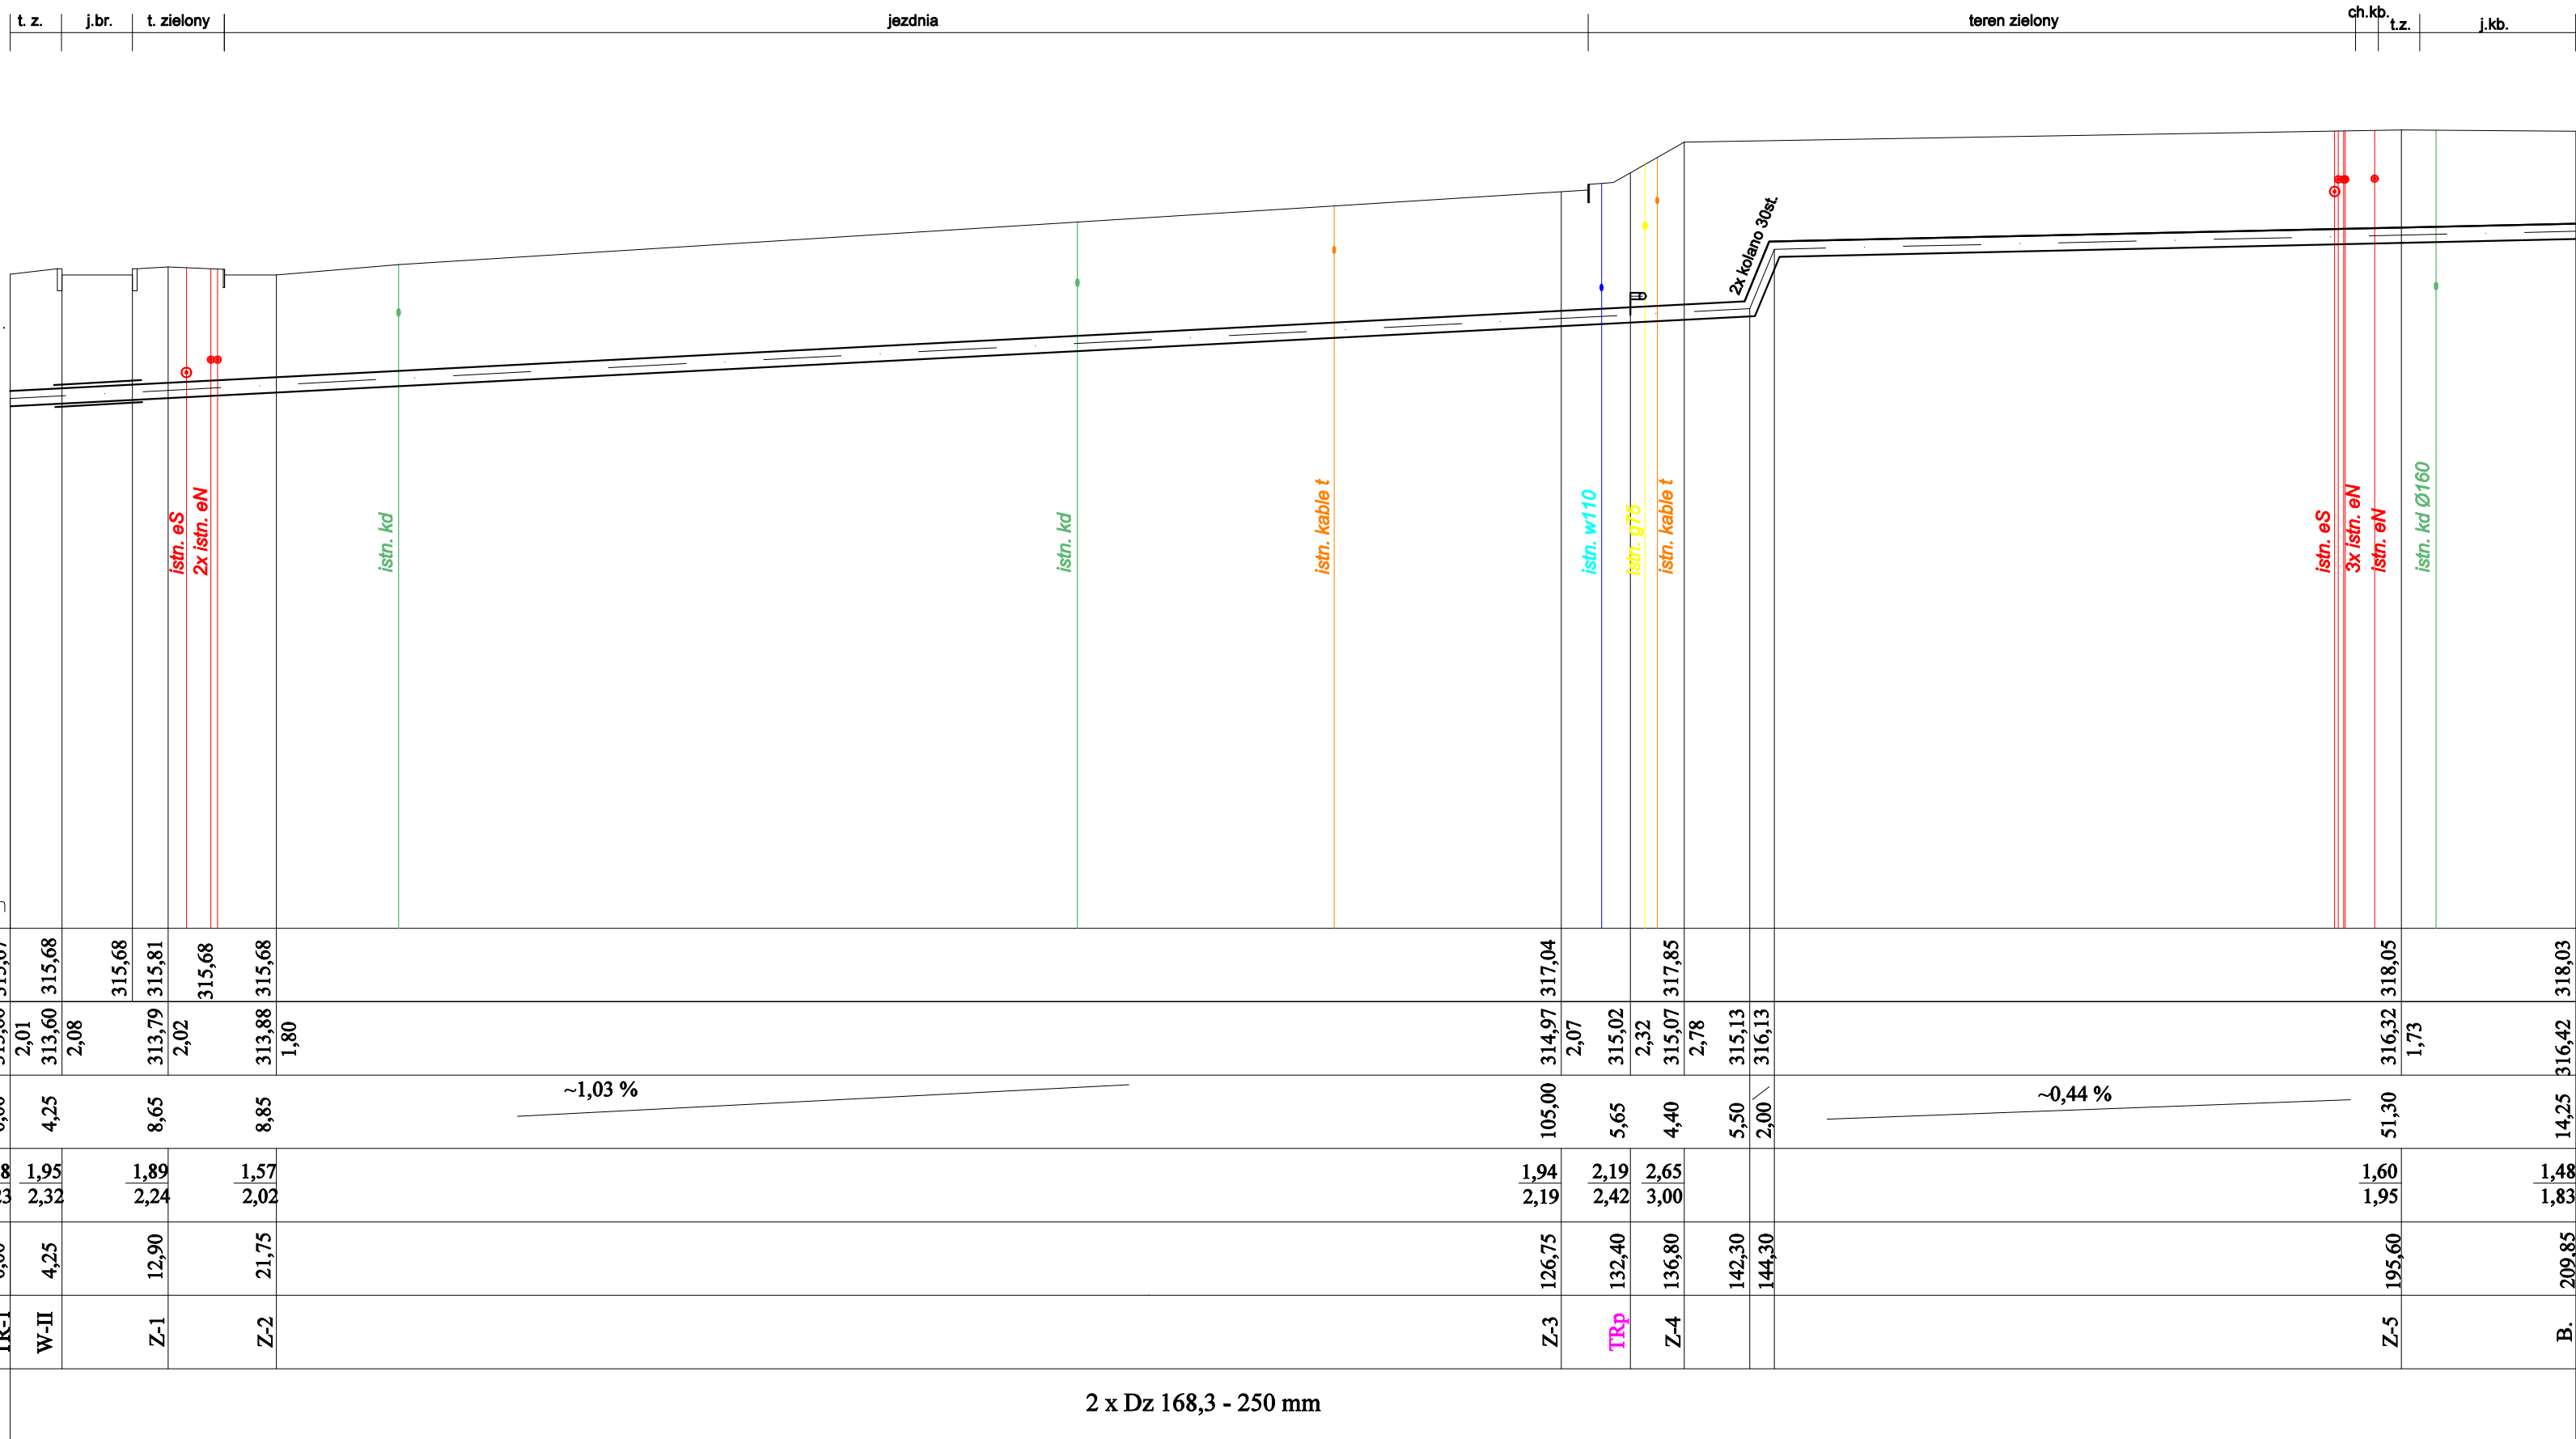 t. z.
j.br.
t. zielony
jezdnia
teren zielony
ch.kb.
t.z.
j.kb.
2x kolano 30st.
istn. eS
2x istn. eN
istn. kd
istn. kd
istn. kable t
istn. w110
istn. g75
istn. kable t
istn. eS
3x istn. eN
istn. eN
istn. kd Ø160
315,68
315,68
315,81
315,68
315,68
317,04
317,85
318,05
318,03
2,01
313,60
2,08
313,79
2,02
313,88
1,80
314,97
2,07
315,02
2,32
315,07
2,78
315,13
316,13
316,32
1,73
316,42
4,25
8,65
8,85
~1,03 %
105,00
5,65
4,40
5,50
2,00
~0,44 %
51,30
14,25
1,95
2,32
1,89
2,24
1,57
2,02
1,94
2,19
2,19
2,42
2,65
3,00
1,60
1,95
1,48
1,83
4,25
12,90
21,75
126,75
132,40
136,80
142,30
144,30
195,60
209,85
TR-1
W-II
Z-1
Z-2
Z-3
TRp
Z-4
Z-5
B.
2 x Dz 168,3 - 250 mm